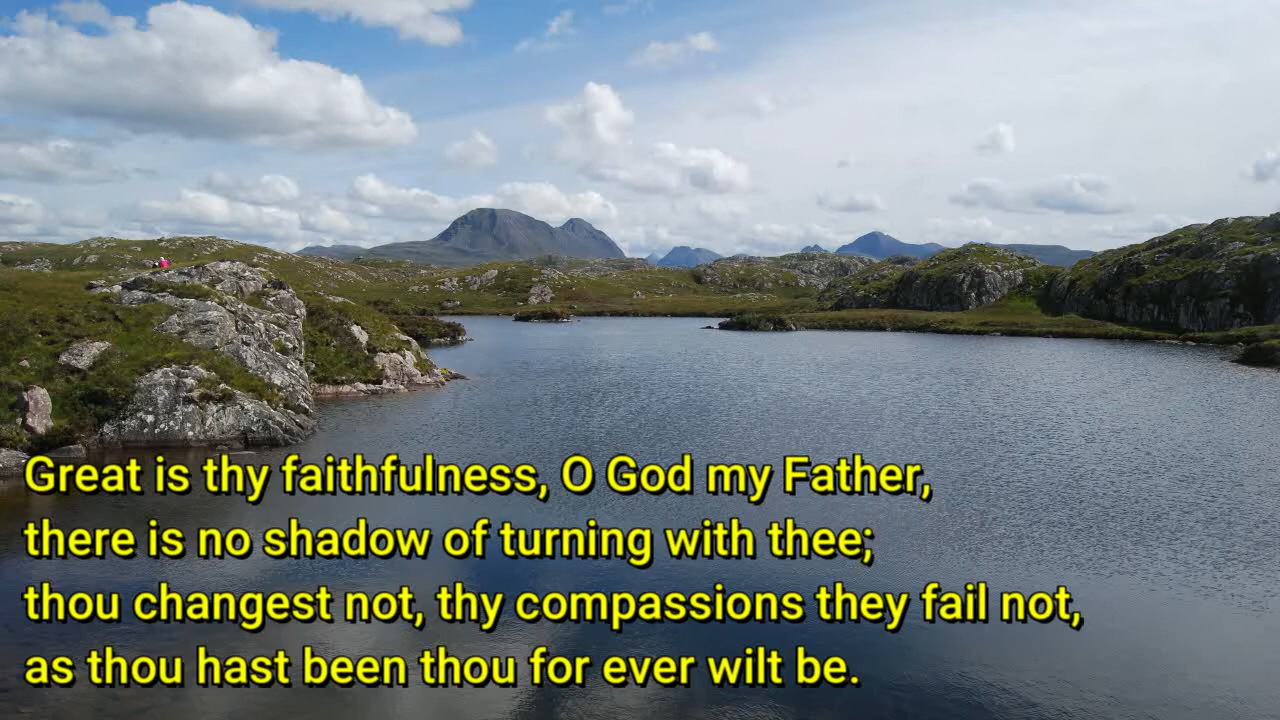 Great is thy faithfulness, O God my Father,
there is no shadow of turning with thee;
thou changest not, thy compassions they fail not,
as thou hast been thou for ever wilt be.